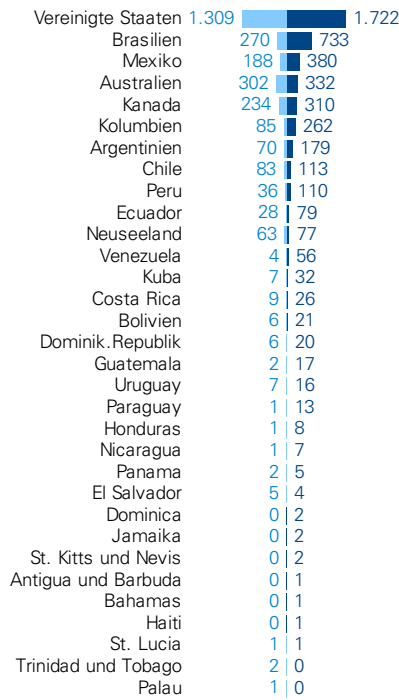 Vereinigte Staaten 1.309 1.722
Brasilien 270 733
Mexiko 188 380
Australien 302 332
Kanada 234 310
Kolumbien 85 262
Argentinien 70 179
Chile 83 113
Peru 36 110
Ecuador 28 79
Neuseeland 63 77
Venezuela 4 56
Kuba 7 32
Costa Rica 9 26
Bolivien 6 21
Dominik.Republik 6 20
Guatemala 2 17
Uruguay 7 16
Paraguay 1 13
Honduras 1 8
Nicaragua 1 7
Panama 2 5
El Salvador 5 4
Dominica 0 2
Jamaika 0 2
St. Kitts und Nevis 0 2
Antigua und Barbuda 0 1
Bahamas 0 1
Haiti 0 1
St. Lucia 1 1
Trinidad und Tobago 2 0
Palau 1 0